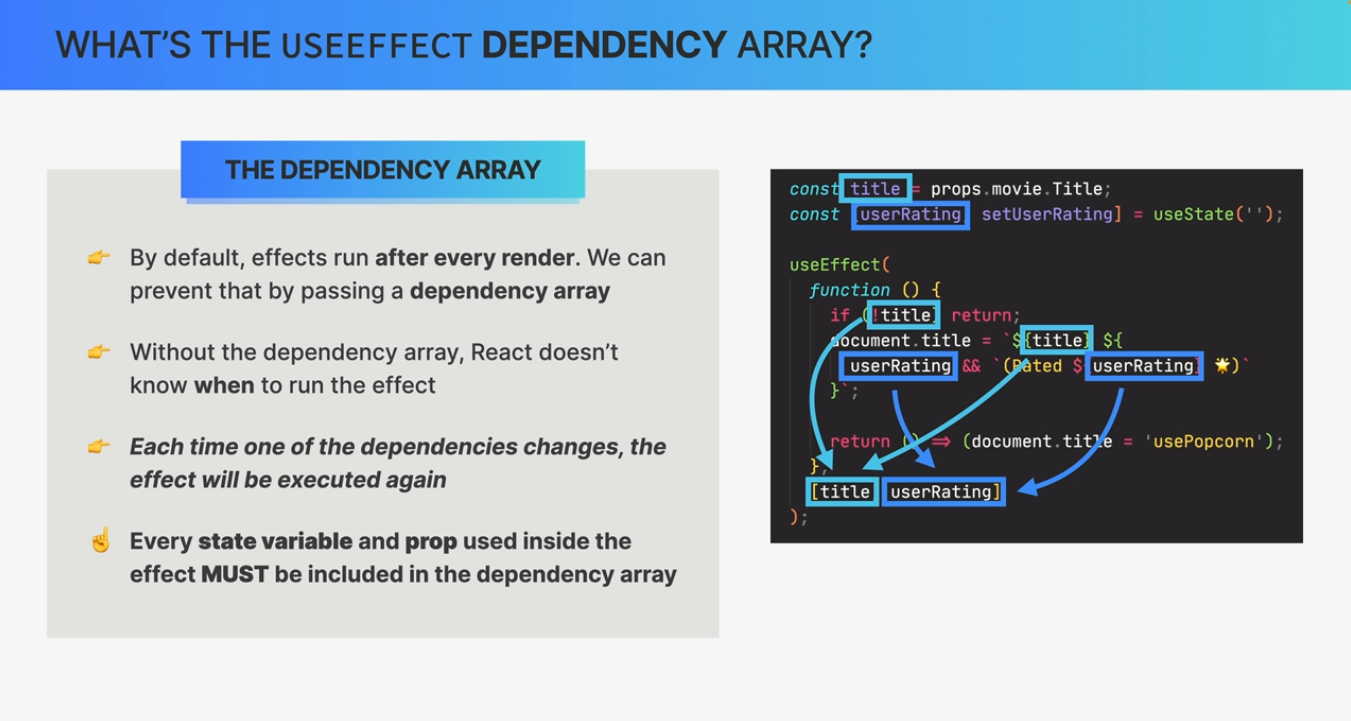 WHAT'S THE USEEFFECT DEPENDENCY ARRAY?
THE DEPENDENCY ARRAY
👉 By default, effects run after every render. We can
prevent that by passing a dependency array
👉 Without the dependency array, React doesn't
know when to run the effect
👉 Each time one of the dependencies changes, the
effect will be executed again
☝️ Every state variable and prop used inside the
effect MUST be included in the dependency array
const title = props.movie.Title;
const userRating setUserRating] = useState('');
useEffect(
function () {
if (!title) return;
document.title = `${title} ${
userRating && `(Rated ${userRating} 🌟)`
}`;
return () => (document.title = 'usePopcorn');
},
[title userRating]
);